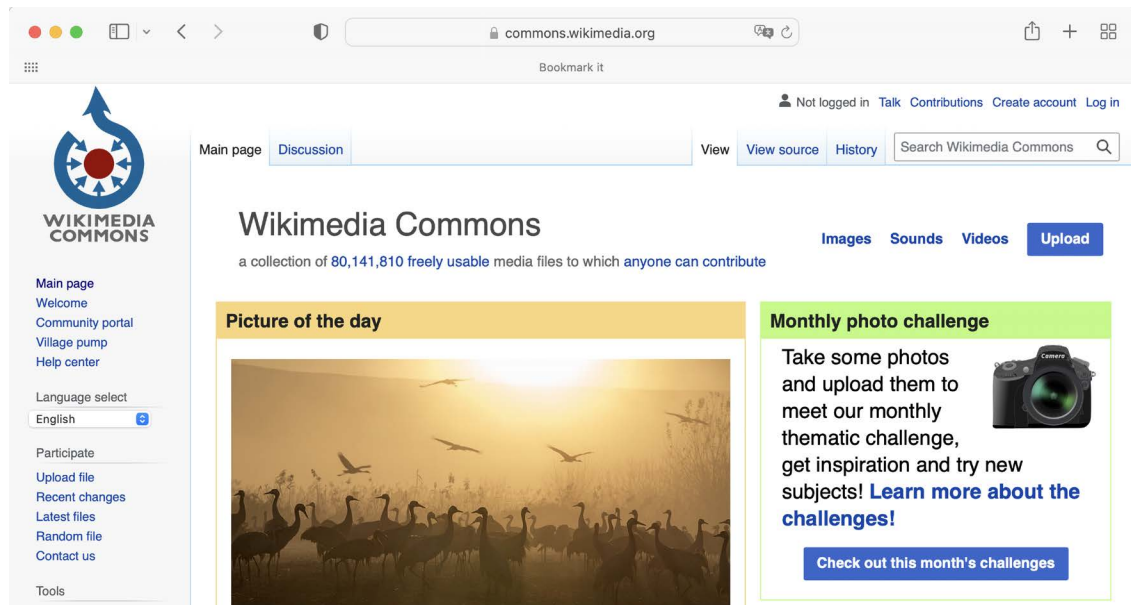 commons.wikimedia.org
Bookmark it
Not logged in Talk Contributions Create account Log in
Main page Discussion View View source History Search Wikimedia Commons
WIKIMEDIA
COMMONS
Wikimedia Commons
Images Sounds Videos Upload
a collection of 80,141,810 freely usable media files to which anyone can contribute
Main page
Welcome
Community portal
Village pump
Help center
Language select
English
Participate
Upload file
Recent changes
Latest files
Random file
Contact us
Tools
Picture of the day
Monthly photo challenge
Take some photos
and upload them to
meet our monthly
thematic challenge,
get inspiration and try new
subjects! Learn more about the
challenges!
Camera
Check out this month's challenges